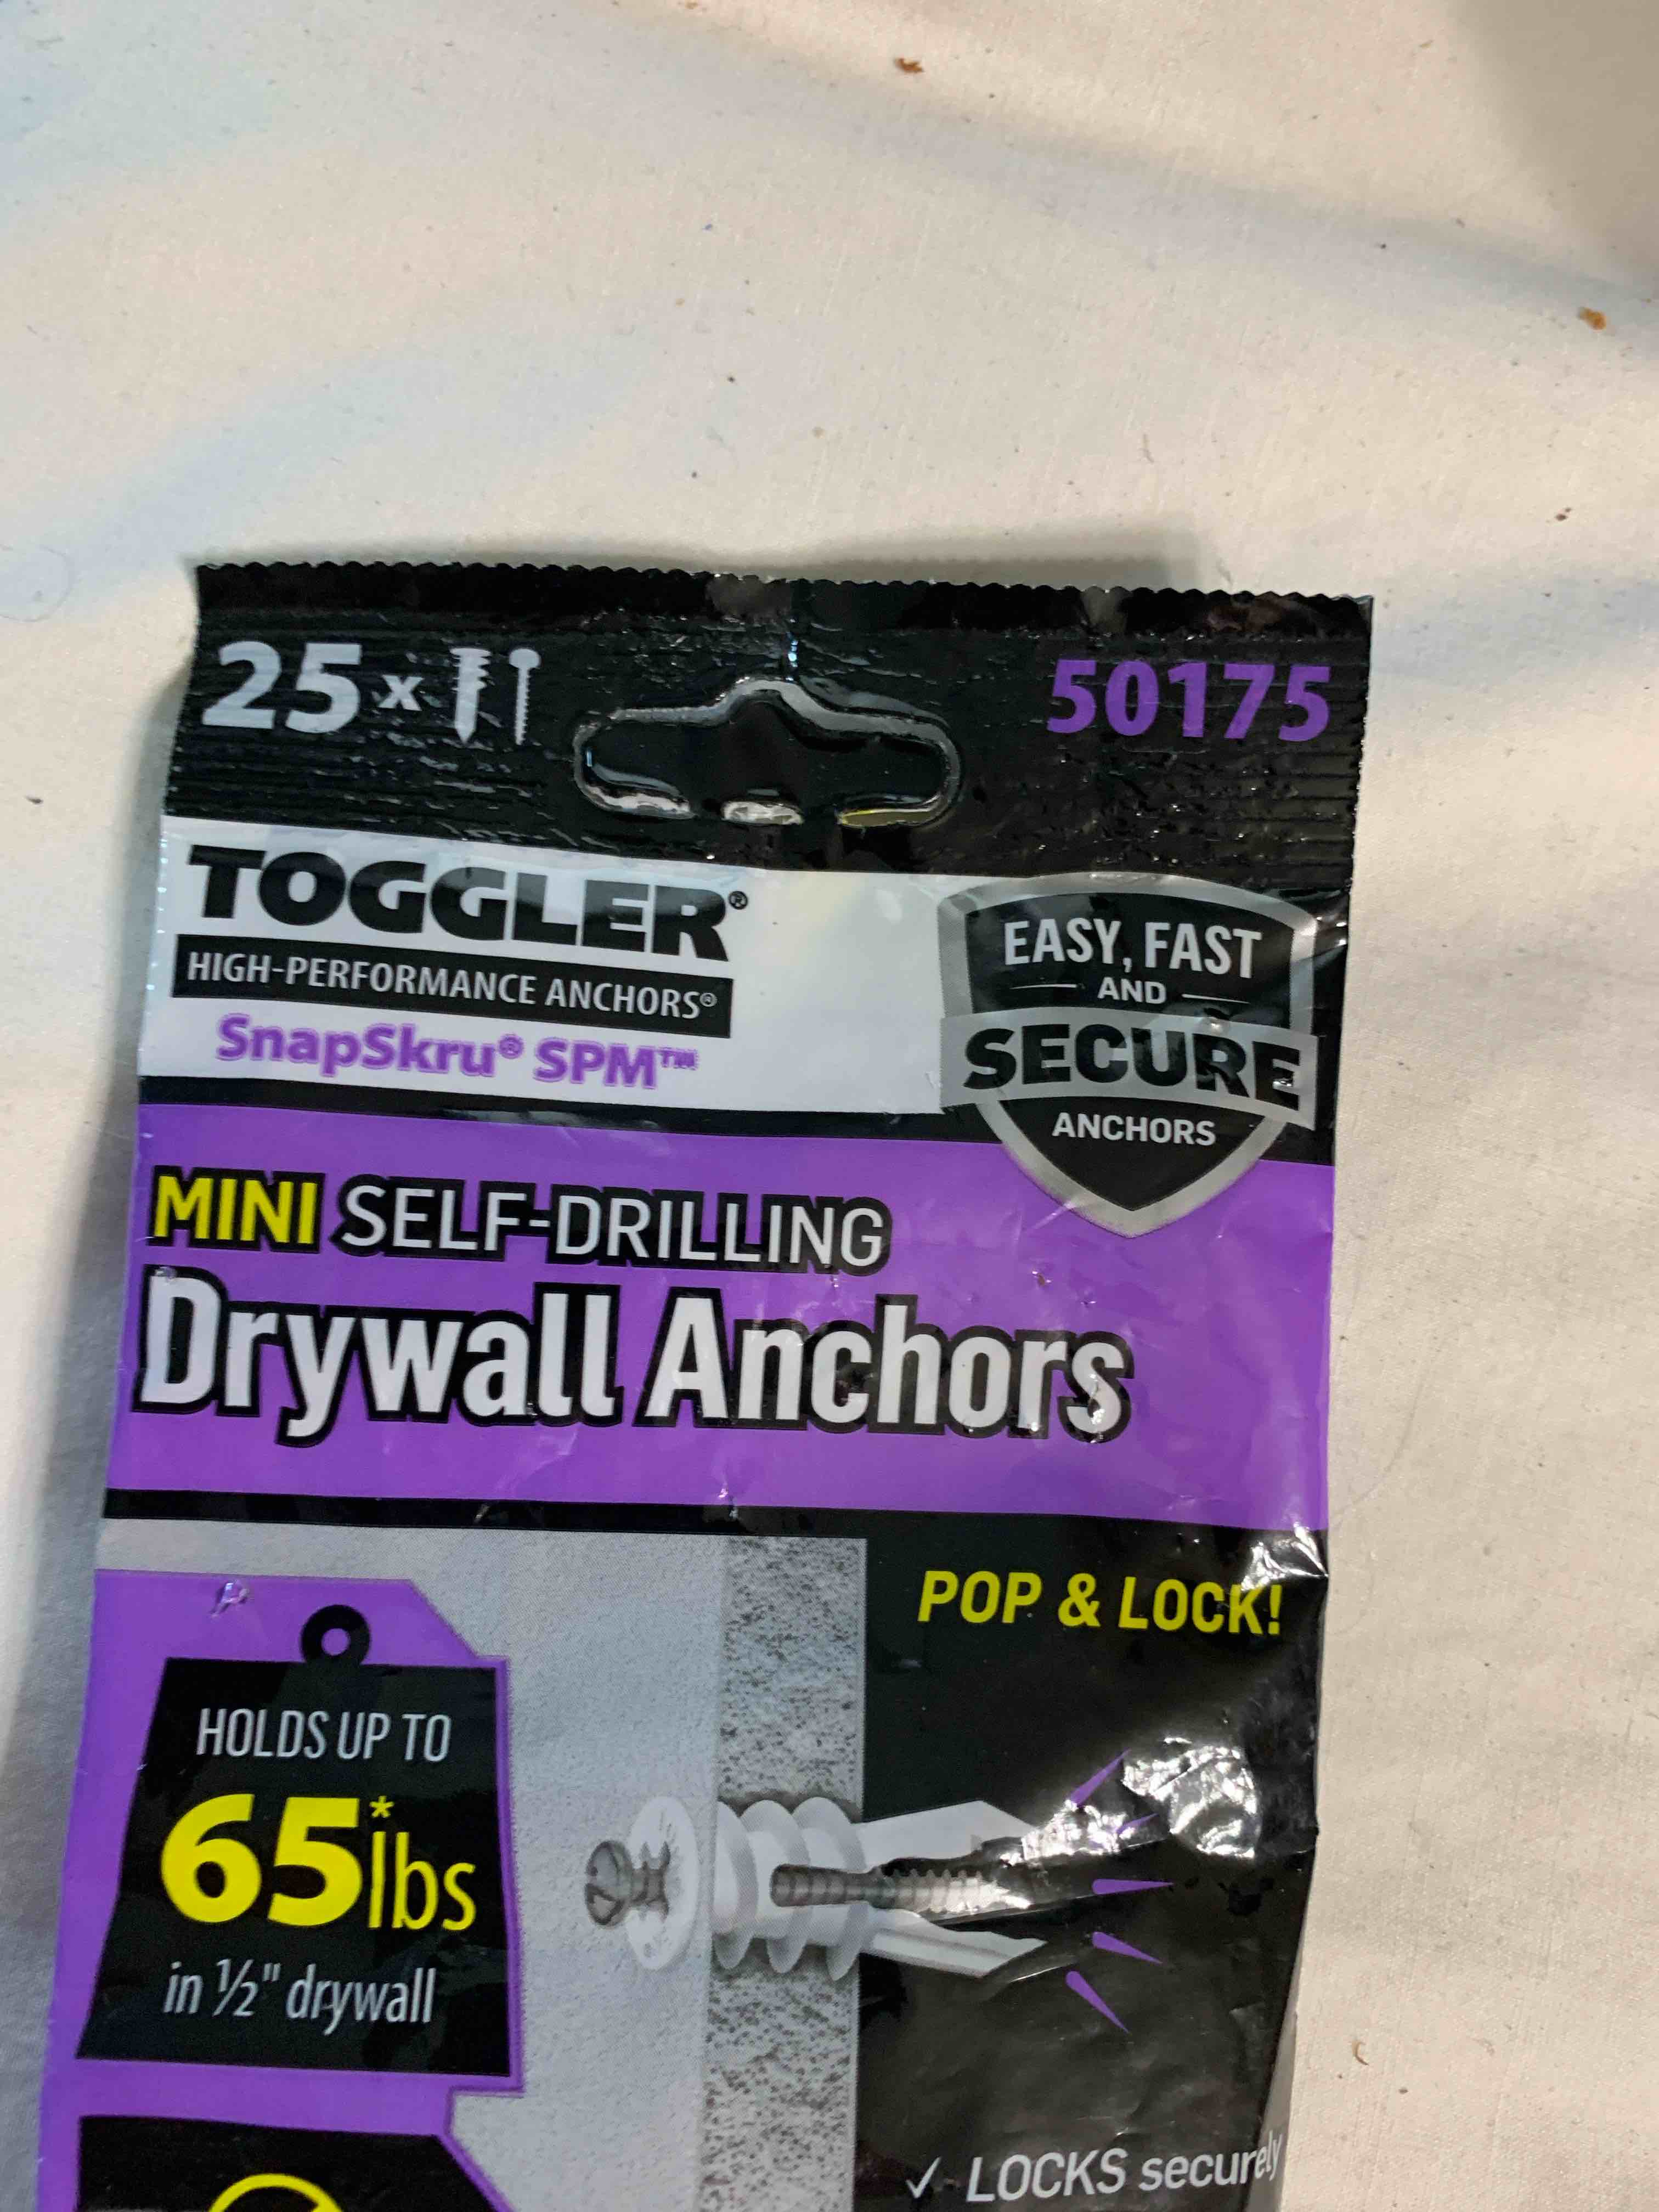 25x
50175
TOGGLER®
HIGH-PERFORMANCE ANCHORS®
SnapSkru® SPM™
EASY, FAST
AND
SECURE
ANCHORS
MINI SELF-DRILLING
Drywall Anchors
POP & LOCK!
HOLDS UP TO
65*lbs
in ½" drywall
✓ LOCKS securely